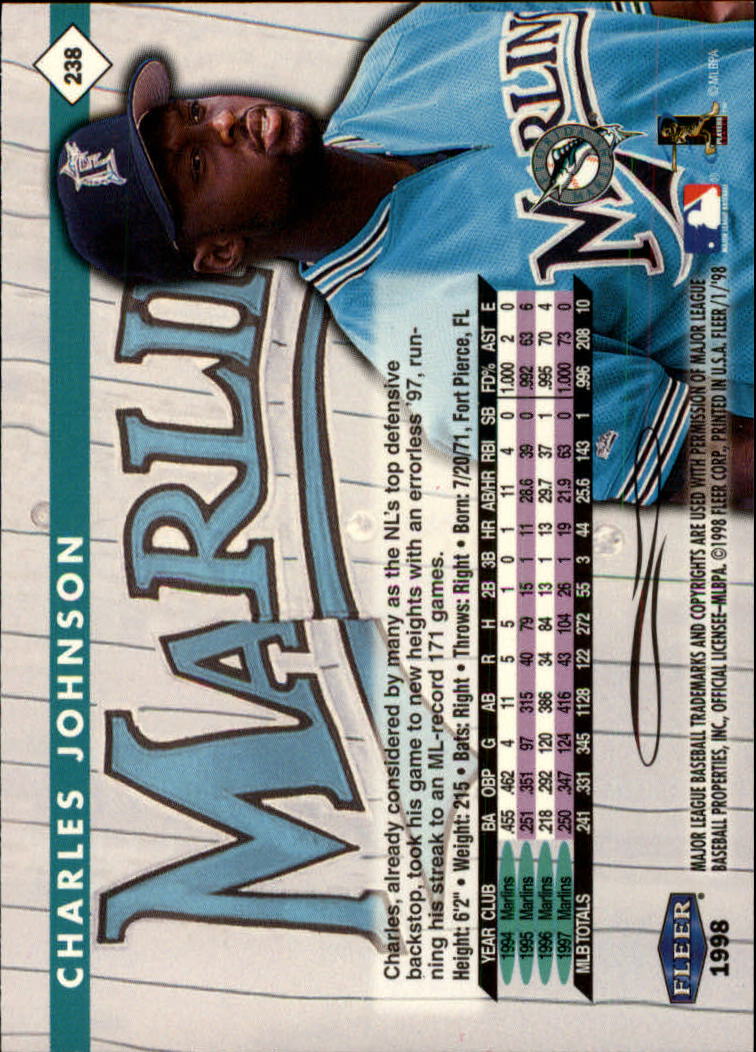 238
CHARLES JOHNSON
MARLI
MARLIN
Charles, already considered by many as the NL's top defensive
backstop, took his game to new heights with an errorless '97, run-
ning his streak to an ML-record 171 games.
Height: 6'2" • Weight: 215 • Bats: Right • Throws: Right • Born: 7/20/71, Fort Pierce, FL
YEAR CLUB BA OBP G AB R H 2B 3B HR AB/HR RBI SB FD% AST E
1994 Marlins .455 .462 4 11 5 5 1 0 1 11 4 0 1.000 2 0
1995 Marlins .251 .351 97 315 40 79 15 1 11 28.6 39 0 .992 63 6
1996 Marlins .218 .292 120 386 34 84 13 1 13 29.7 37 1 .995 70 4
1997 Marlins .250 .347 124 416 43 104 26 1 19 21.9 63 0 1.000 73 0
MLB TOTALS .241 .331 345 1128 122 272 55 3 44 25.6 143 1 .996 208 10
FLEER
1998
MAJOR LEAGUE BASEBALL TRADEMARKS AND COPYRIGHTS ARE USED WITH PERMISSION OF MAJOR LEAGUE
BASEBALL PROPERTIES, INC, OFFICIAL LICENSEE–MLBPA. ©1998 FLEER CORP., PRINTED IN U.S.A. FLEER/1/'98
MAJOR LEAGUE BASEBALL
PLAYERS
© MLBPA